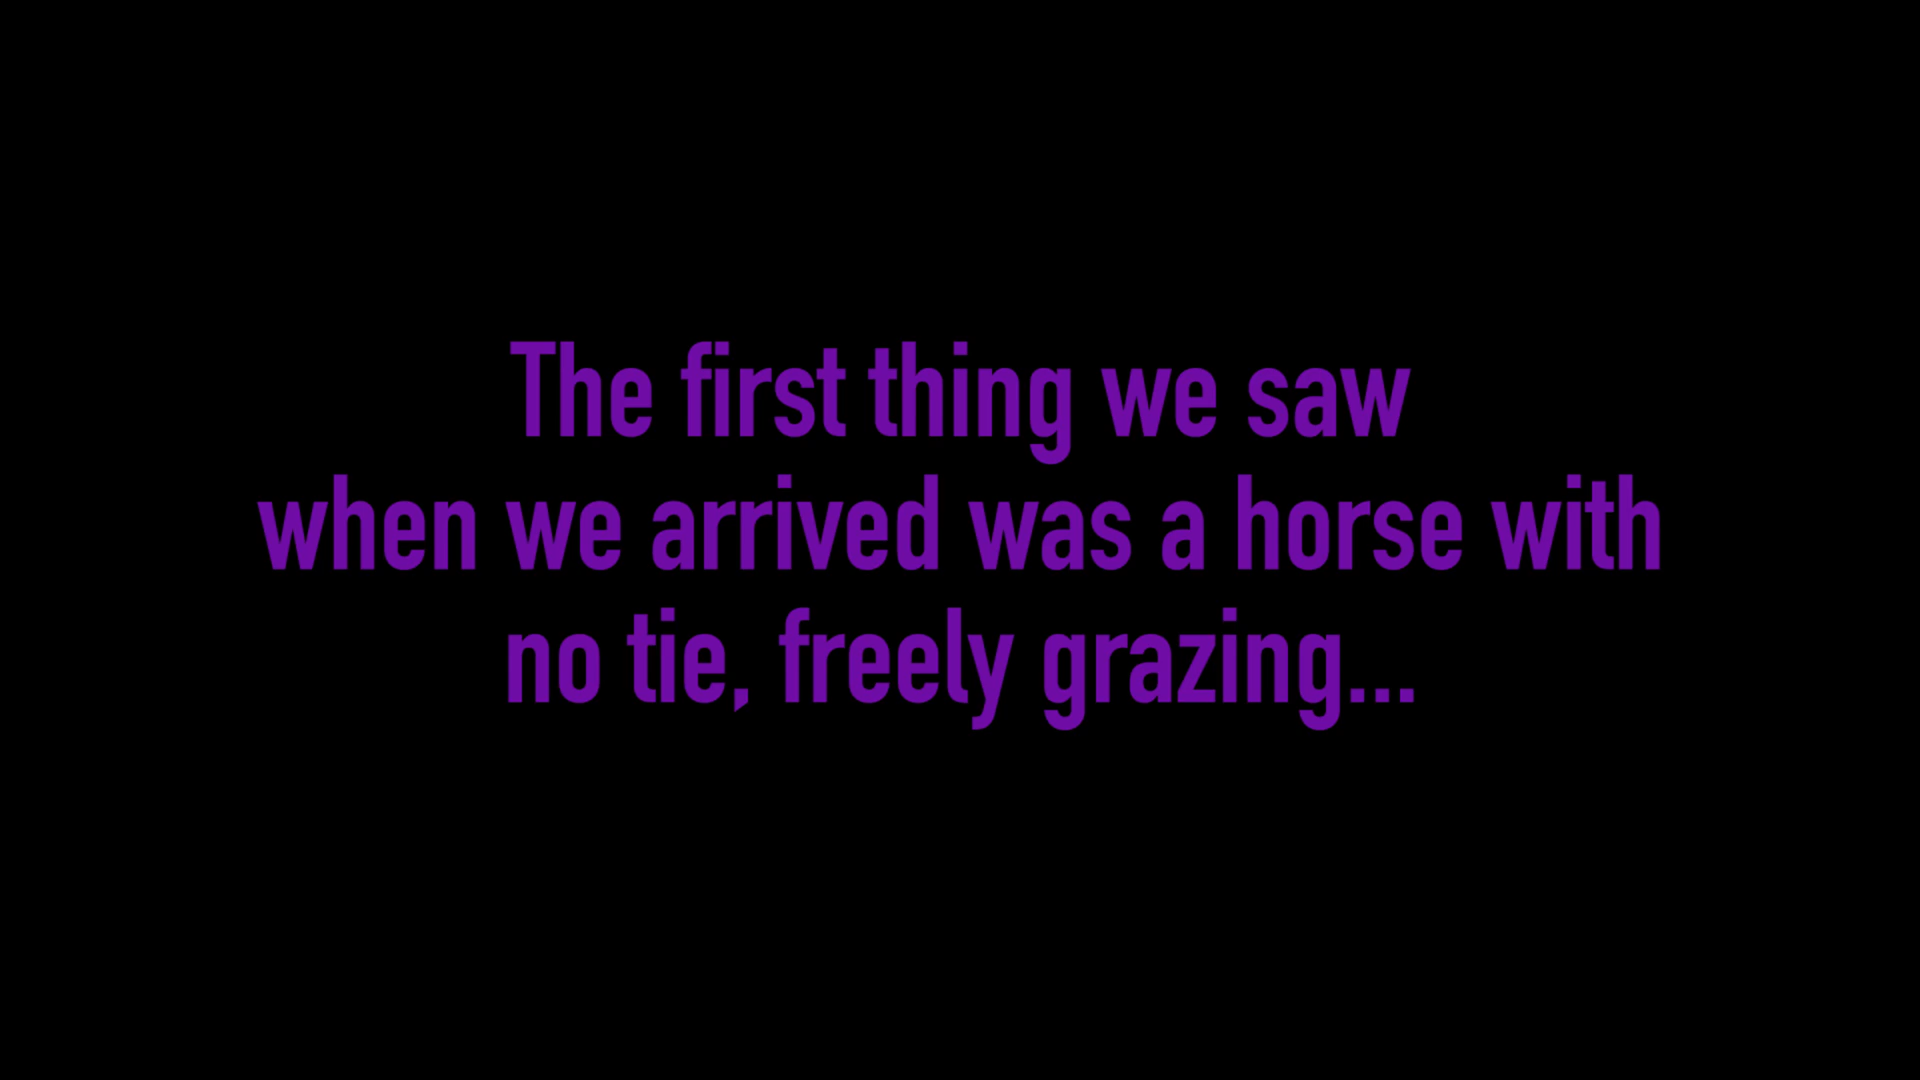 The first thing we saw
when we arrived was a horse with
no tie, freely grazing...